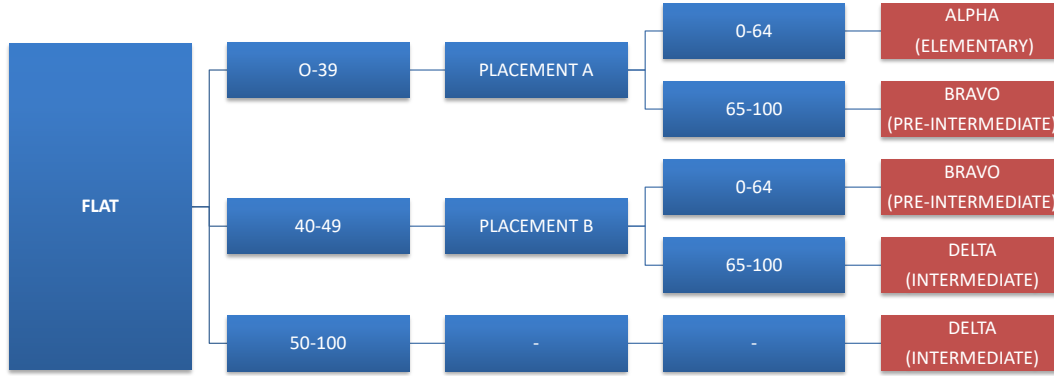 FLAT
O-39
PLACEMENT A
0-64
ALPHA
(ELEMENTARY)
65-100
BRAVO
(PRE-INTERMEDIATE)
40-49
PLACEMENT B
0-64
BRAVO
(PRE-INTERMEDIATE)
65-100
DELTA
(INTERMEDIATE)
50-100
-
-
DELTA
(INTERMEDIATE)